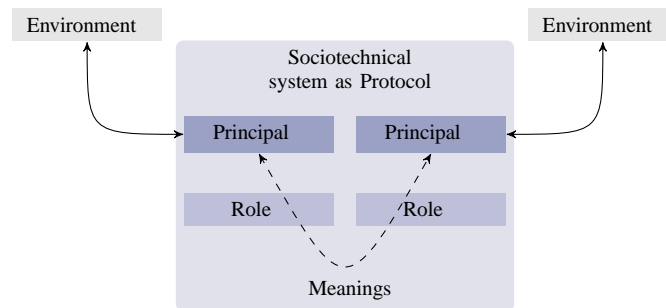 Environment
Environment
Sociotechnical
system as Protocol
Principal
Principal
Role
Role
Meanings